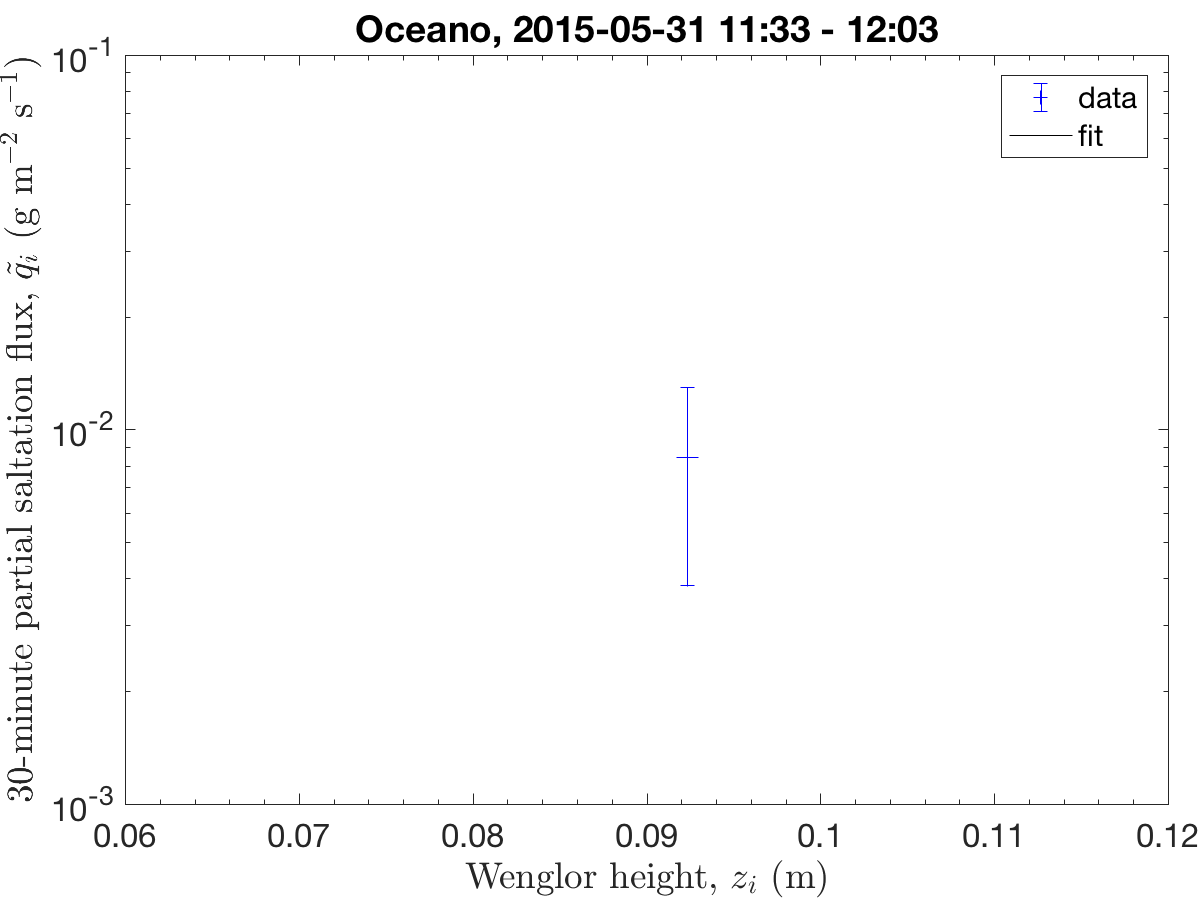 Oceano, 2015-05-31 11:33 - 12:03
30-minute partial saltation flux, q̃ᵢ (g m⁻² s⁻¹)
10⁻¹
10⁻²
10⁻³
data
fit
0.06 0.07 0.08 0.09 0.1 0.11 0.12
Wenglor height, zᵢ (m)